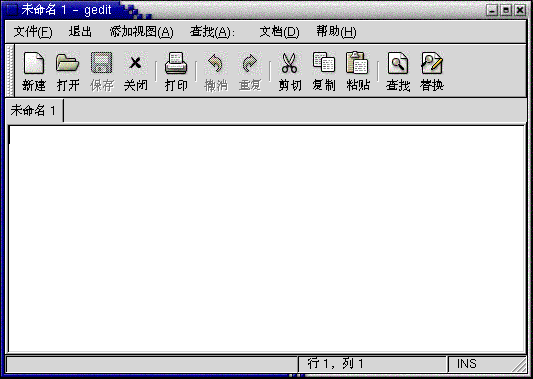 未命名 1 - gedit
文件(F) 退出 添加视图(A) 查找(A): 文档(D) 帮助(H)
新建 打开 保存 关闭 打印 撤消 重复 剪切 复制 粘贴 查找 替换
未命名 1
行 1, 列 1 INS